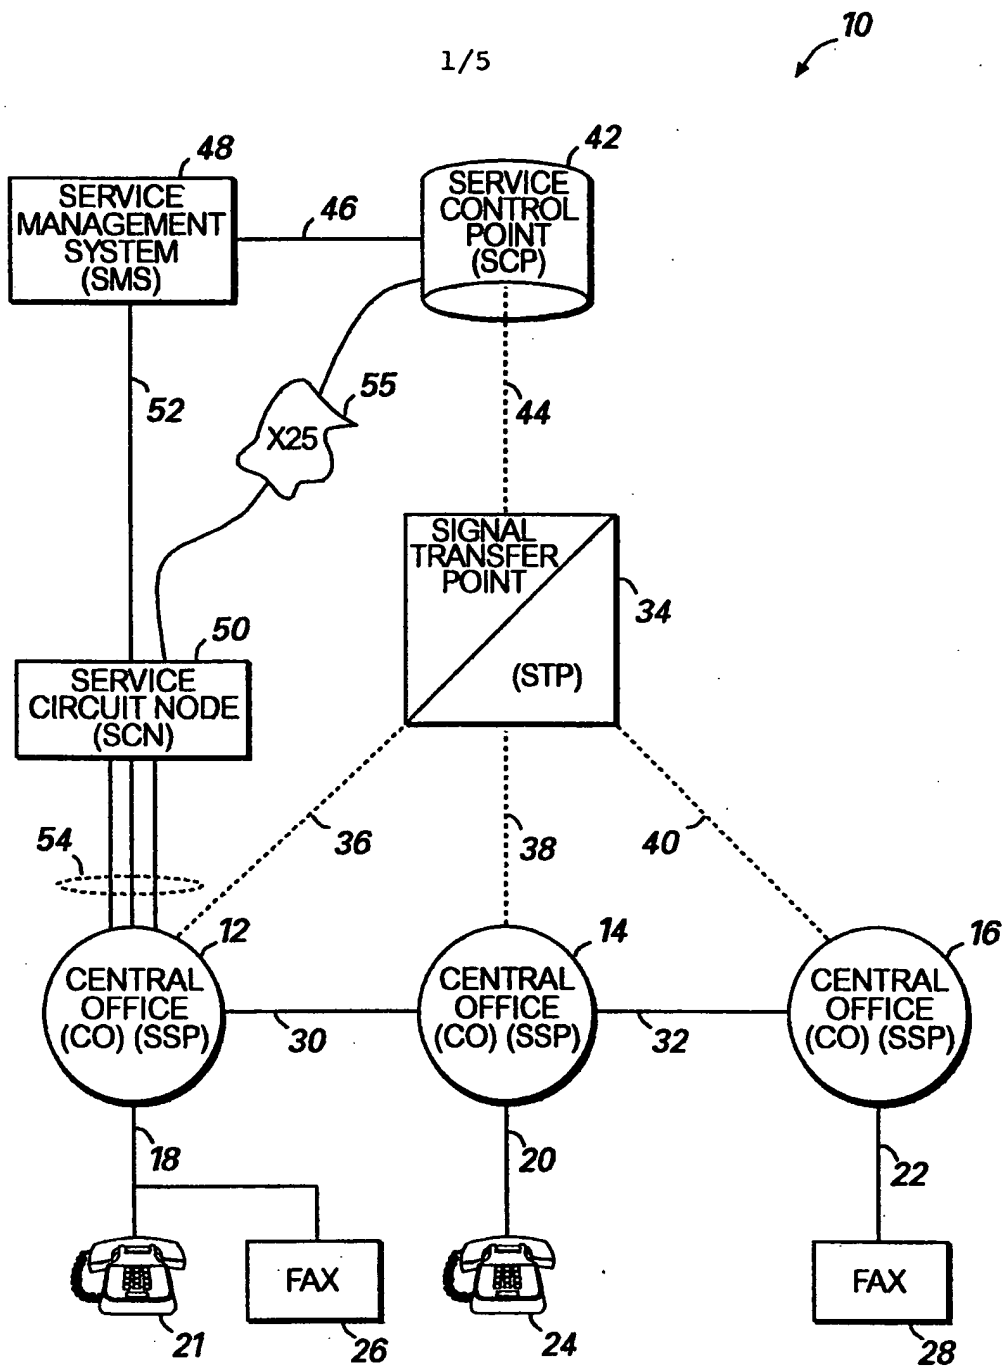 10
1/5
48
42
SERVICE
MANAGEMENT
SYSTEM
(SMS)
46
SERVICE
CONTROL
POINT
(SCP)
52
55
X25
44
SIGNAL
TRANSFER
POINT
(STP)
34
50
SERVICE
CIRCUIT NODE
(SCN)
54
36
38
40
12
14
16
CENTRAL
OFFICE
(CO) (SSP)
CENTRAL
OFFICE
(CO) (SSP)
CENTRAL
OFFICE
(CO) (SSP)
30
32
18
20
22
FAX
FAX
21
26
24
28